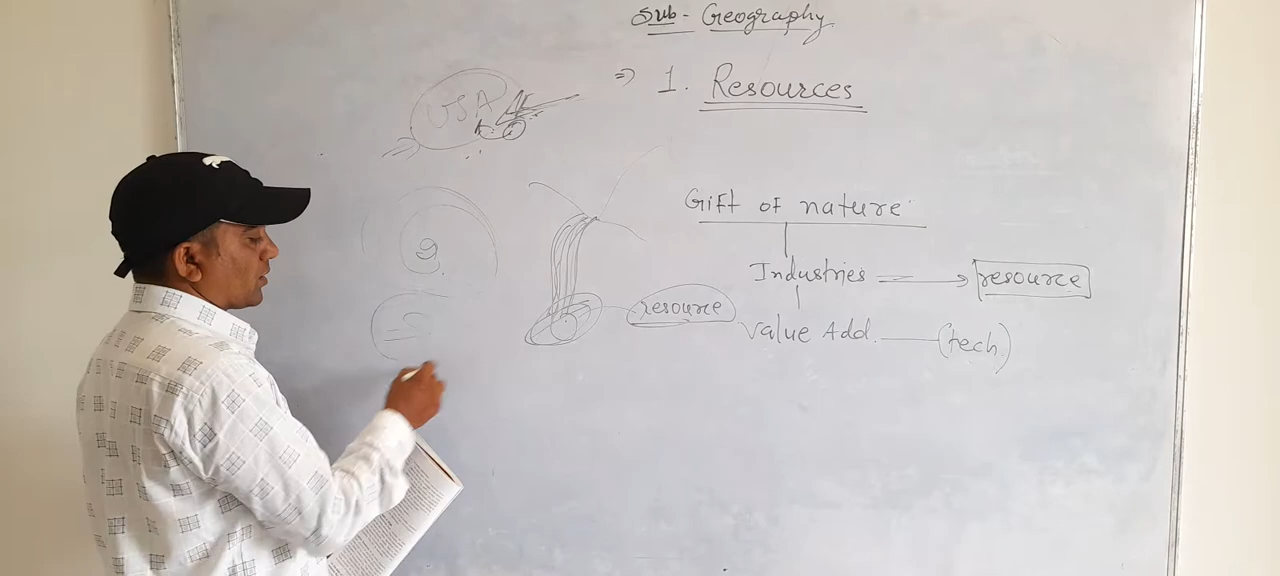 Sub - Geography
⇒ 1. Resources
USA
Gift of nature
Industries → resource
resource
Value Add. — (tech.)